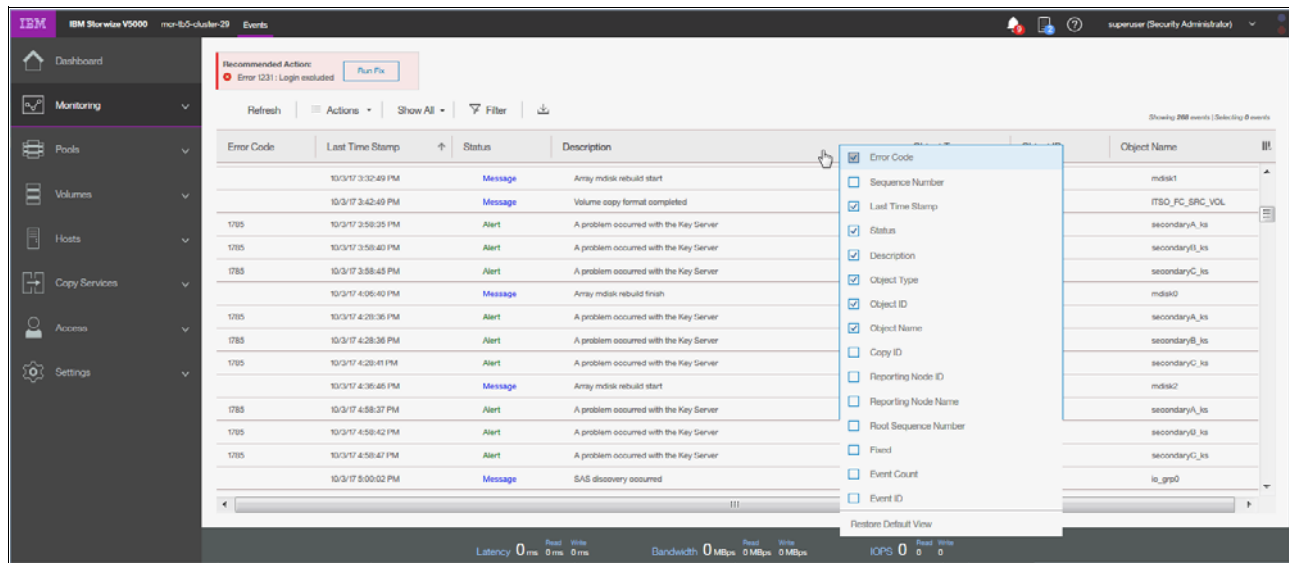 IBM IBM Storwize V5000 mcr-tb5-cluster-29 Events 9 2 ? superuser (Security Administrator)
Dashboard
Monitoring
Pools
Volumes
Hosts
Copy Services
Access
Settings
Recommended Action:
Error 1231 : Login excluded Run Fix
Refresh Actions Show All Filter
Showing 268 events | Selecting 0 events
Error Code Last Time Stamp Status Description Object Name
10/3/17 3:32:49 PM Message Array mdisk rebuild start mdisk1
10/3/17 3:42:49 PM Message Volume copy format completed ITSO_FC_SRC_VOL
1785 10/3/17 3:58:35 PM Alert A problem occurred with the Key Server secondaryA_ks
1785 10/3/17 3:58:40 PM Alert A problem occurred with the Key Server secondaryB_ks
1785 10/3/17 3:58:45 PM Alert A problem occurred with the Key Server secondaryC_ks
10/3/17 4:05:40 PM Message Array mdisk rebuild finish mdisk0
1785 10/3/17 4:28:36 PM Alert A problem occurred with the Key Server secondaryA_ks
1785 10/3/17 4:28:36 PM Alert A problem occurred with the Key Server secondaryB_ks
1785 10/3/17 4:28:41 PM Alert A problem occurred with the Key Server secondaryC_ks
10/3/17 4:36:46 PM Message Array mdisk rebuild start mdisk2
1785 10/3/17 4:58:37 PM Alert A problem occurred with the Key Server secondaryA_ks
1785 10/3/17 4:58:42 PM Alert A problem occurred with the Key Server secondaryB_ks
1785 10/3/17 4:58:47 PM Alert A problem occurred with the Key Server secondaryC_ks
10/3/17 5:00:02 PM Message SAS discovery occurred io_grp0
Error Code
Sequence Number
Last Time Stamp
Status
Description
Object Type
Object ID
Object Name
Copy ID
Reporting Node ID
Reporting Node Name
Root Sequence Number
Fixed
Event Count
Event ID
Restore Default View
Latency 0 ms Read 0 ms Write 0 ms Bandwidth 0 MBps Read 0 MBps Write 0 MBps IOPS 0 Read 0 Write 0